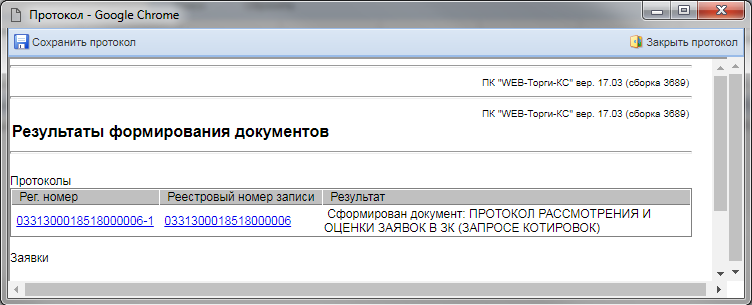 Протокол - Google Chrome
Сохранить протокол Закрыть протокол
ПК "WEB-Торги-КС" вер. 17.03 (сборка 3689)
ПК "WEB-Торги-КС" вер. 17.03 (сборка 3689)
Результаты формирования документов
Протоколы
Рег. номер Реестровый номер записи Результат
0331300018518000006-1 0331300018518000006 Сформирован документ: ПРОТОКОЛ РАССМОТРЕНИЯ И
ОЦЕНКИ ЗАЯВОК В ЗК (ЗАПРОСЕ КОТИРОВОК)
Заявки